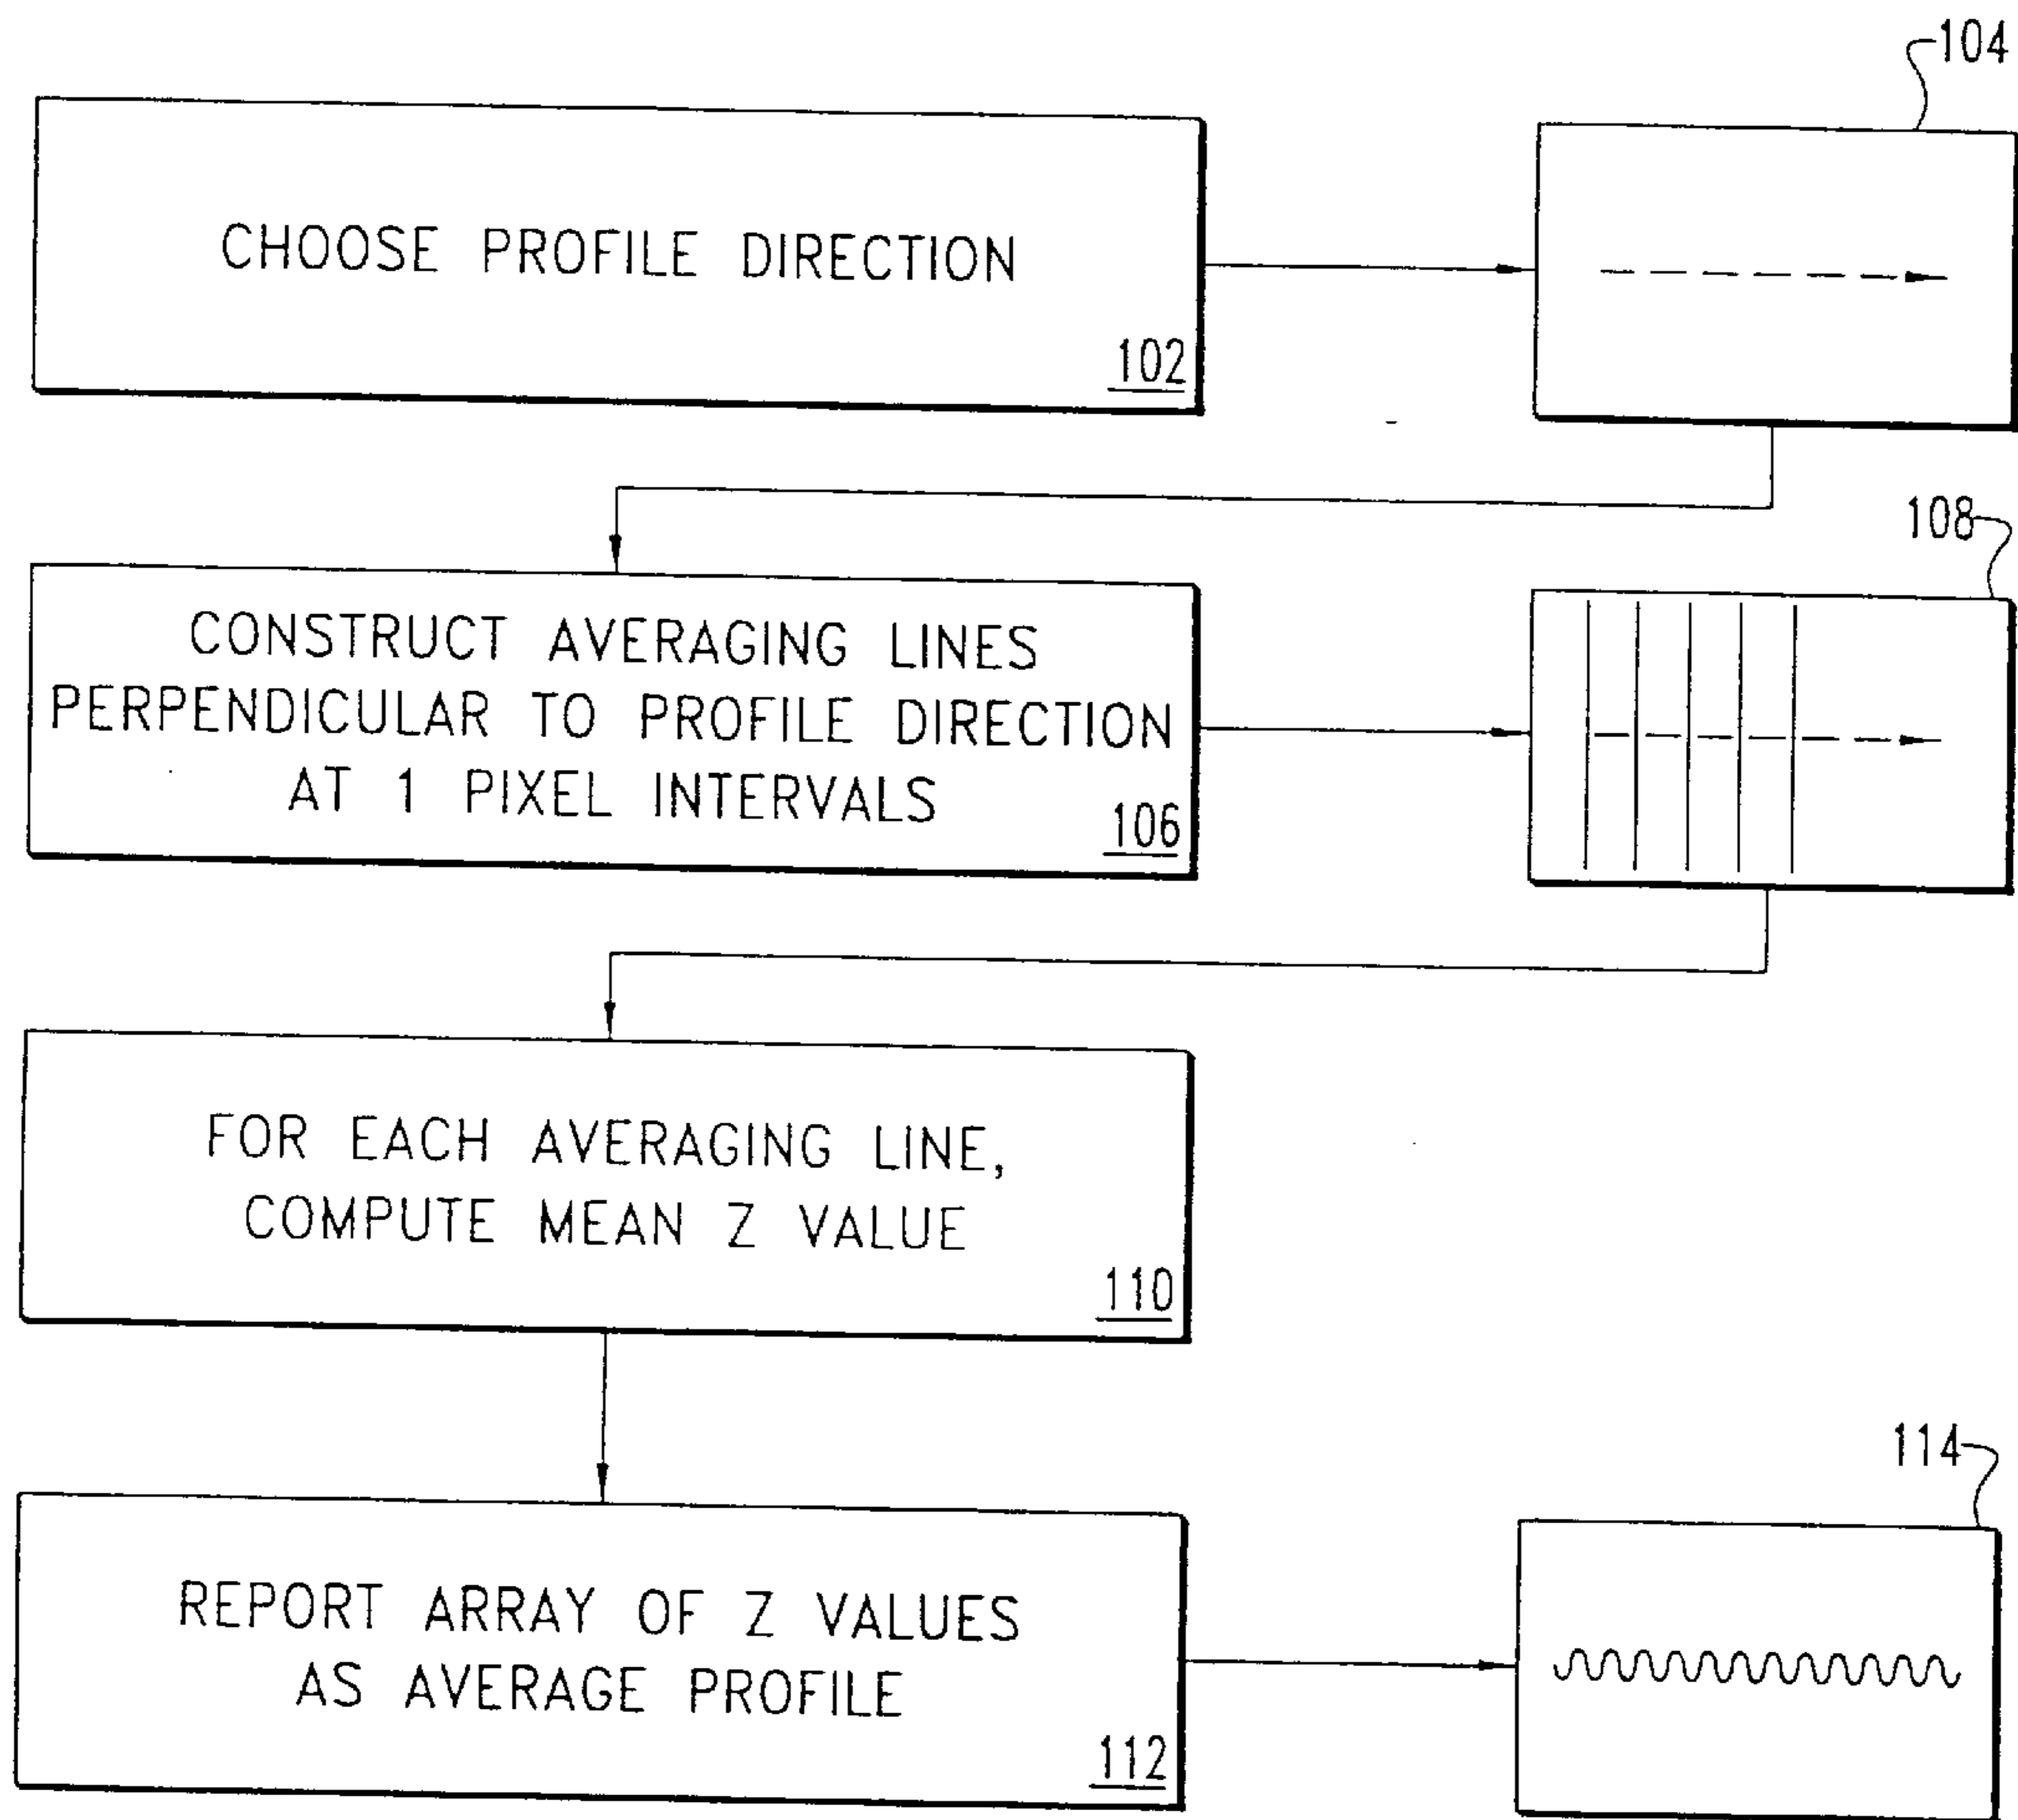 104
CHOOSE PROFILE DIRECTION
102
108
CONSTRUCT AVERAGING LINES
PERPENDICULAR TO PROFILE DIRECTION
AT 1 PIXEL INTERVALS
106
FOR EACH AVERAGING LINE,
COMPUTE MEAN Z VALUE
110
114
REPORT ARRAY OF Z VALUES
AS AVERAGE PROFILE
112